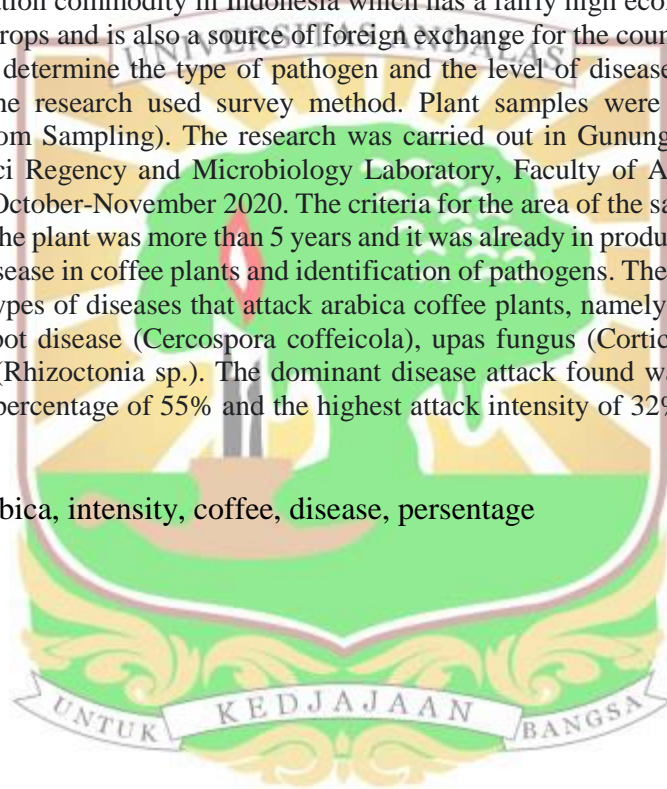 ation commodity in Indonesia which has a fairly high econ
rops and is also a source of foreign exchange for the coun
UNIVERSITAS ANDALAS
determine the type of pathogen and the level of disease
ne research used survey method. Plant samples were
om Sampling). The research was carried out in Gunung
ci Regency and Microbiology Laboratory, Faculty of A
October-November 2020. The criteria for the area of the sa
he plant was more than 5 years and it was already in produ
sease in coffee plants and identification of pathogens. The
ypes of diseases that attack arabica coffee plants, namely
pot disease (Cercospora coffeicola), upas fungus (Cortic
(Rhizoctonia sp.). The dominant disease attack found wa
percentage of 55% and the highest attack intensity of 32%
bica, intensity, coffee, disease, persentage
UNTUK KEDJAJAAN BANGSA